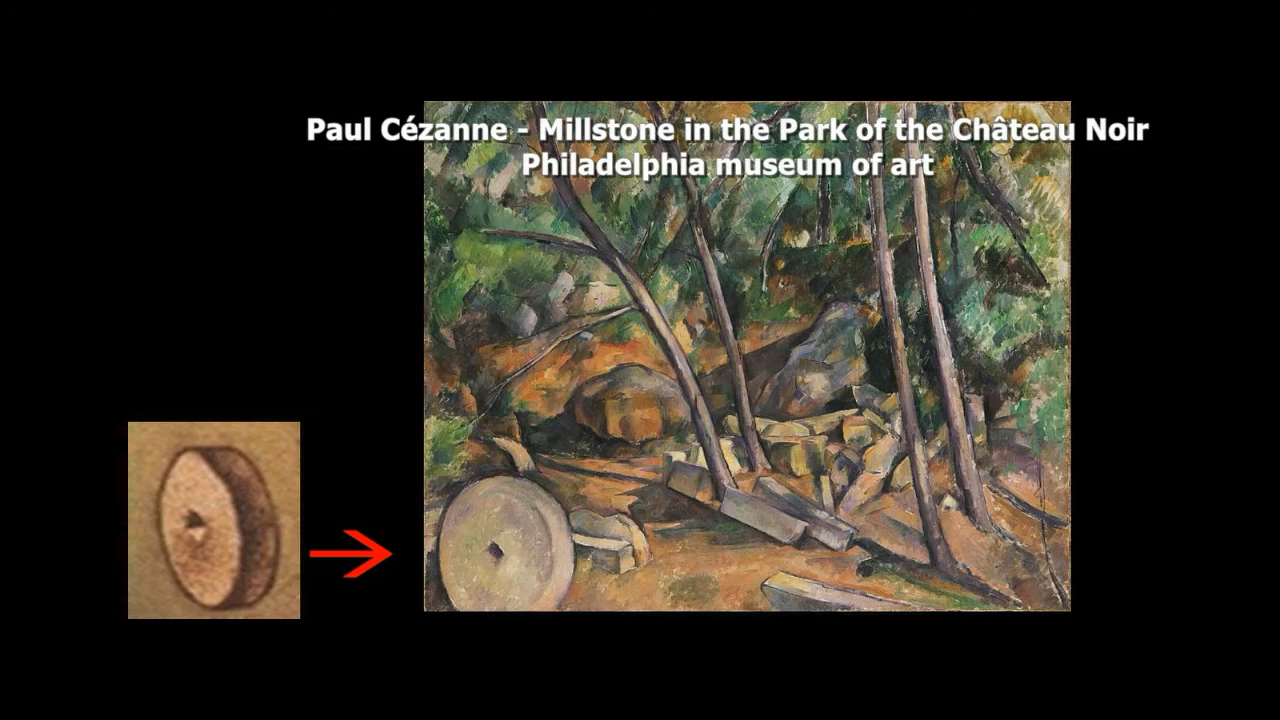 Paul Cézanne - Millstone in the Park of the Château Noir
Philadelphia museum of art